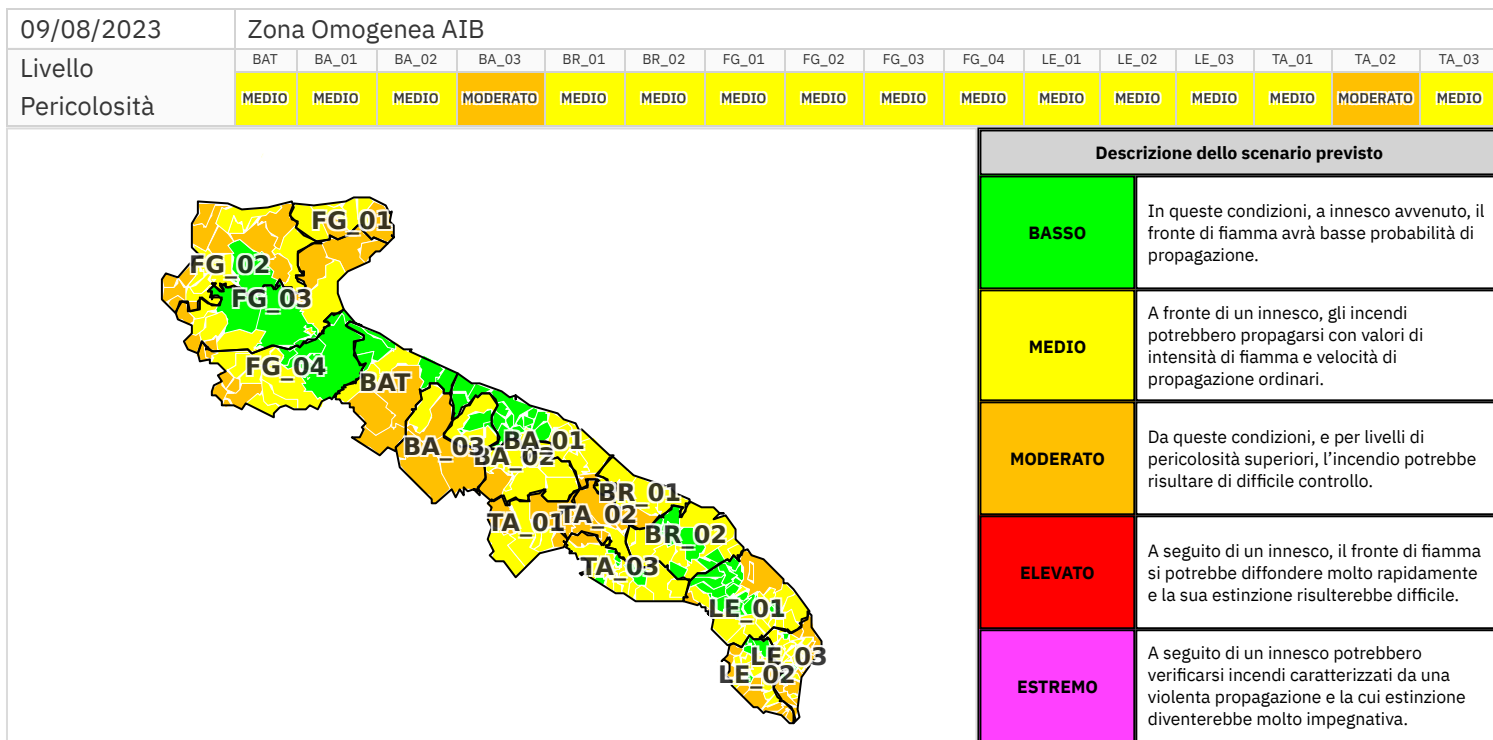 09/08/2023 Zona Omogenea AIB
Livello Pericolosità
BAT BA_01 BA_02 BA_03 BR_01 BR_02 FG_01 FG_02 FG_03 FG_04 LE_01 LE_02 LE_03 TA_01 TA_02 TA_03
MEDIO MEDIO MEDIO MODERATO MEDIO MEDIO MEDIO MEDIO MEDIO MEDIO MEDIO MEDIO MEDIO MEDIO MODERATO MEDIO
FG_01
FG_02
FG_03
FG_04
BAT
BA_03
BA_01
BA_02
BR_01
TA_01
TA_02
BR_02
TA_03
LE_01
LE_03
LE_02
Descrizione dello scenario previsto
BASSO
In queste condizioni, a innesco avvenuto, il
fronte di fiamma avrà basse probabilità di
propagazione.
MEDIO
A fronte di un innesco, gli incendi
potrebbero propagarsi con valori di
intensità di fiamma e velocità di
propagazione ordinari.
MODERATO
Da queste condizioni, e per livelli di
pericolosità superiori, l’incendio potrebbe
risultare di difficile controllo.
ELEVATO
A seguito di un innesco, il fronte di fiamma
si potrebbe diffondere molto rapidamente
e la sua estinzione risulterebbe difficile.
ESTREMO
A seguito di un innesco potrebbero
verificarsi incendi caratterizzati da una
violenta propagazione e la cui estinzione
diventerebbe molto impegnativa.